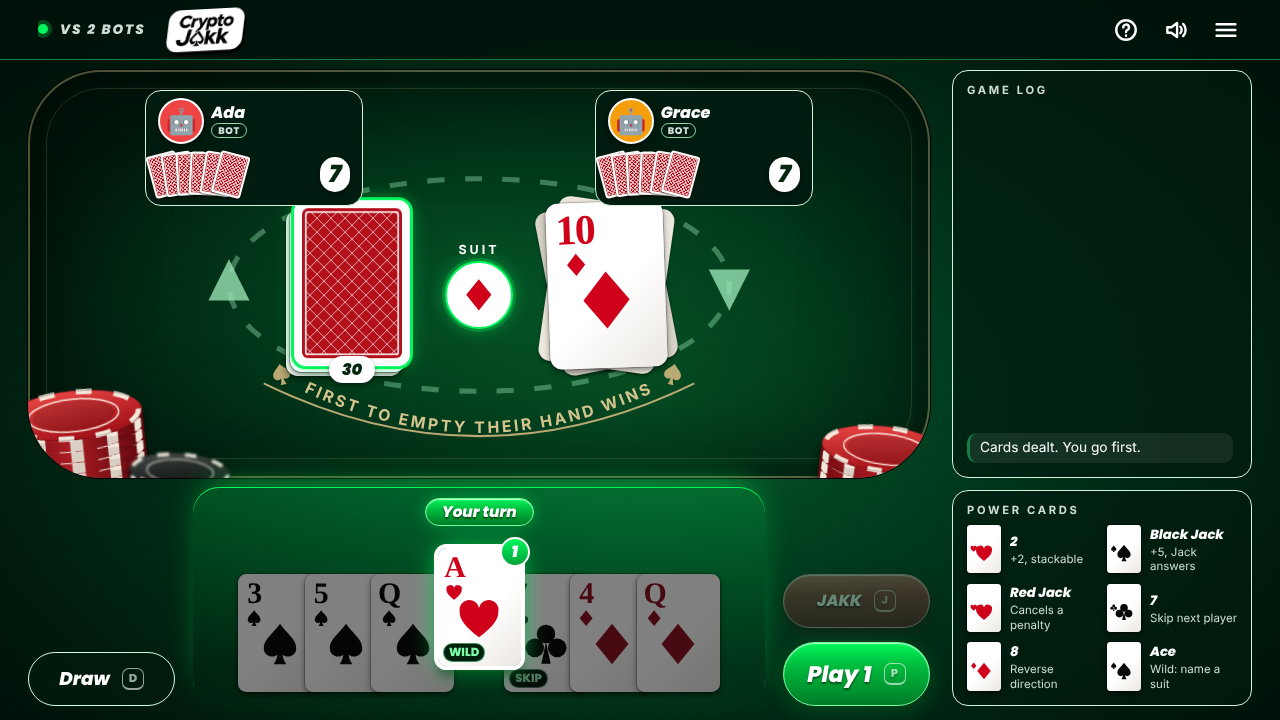 VS 2 BOTS
Crypto
Jakk
Ada
BOT
7
Grace
BOT
7
SUIT
10
30
FIRST TO EMPTY THEIR HAND WINS
GAME LOG
Cards dealt. You go first.
Your turn
3
5
Q
A
1
WILD
SKIP
4
Q
Draw D
JAKK J
Play 1 P
POWER CARDS
2
+2, stackable
Black Jack
+5, Jack
answers
Red Jack
Cancels a
penalty
7
Skip next player
8
Reverse
direction
Ace
Wild: name a
suit